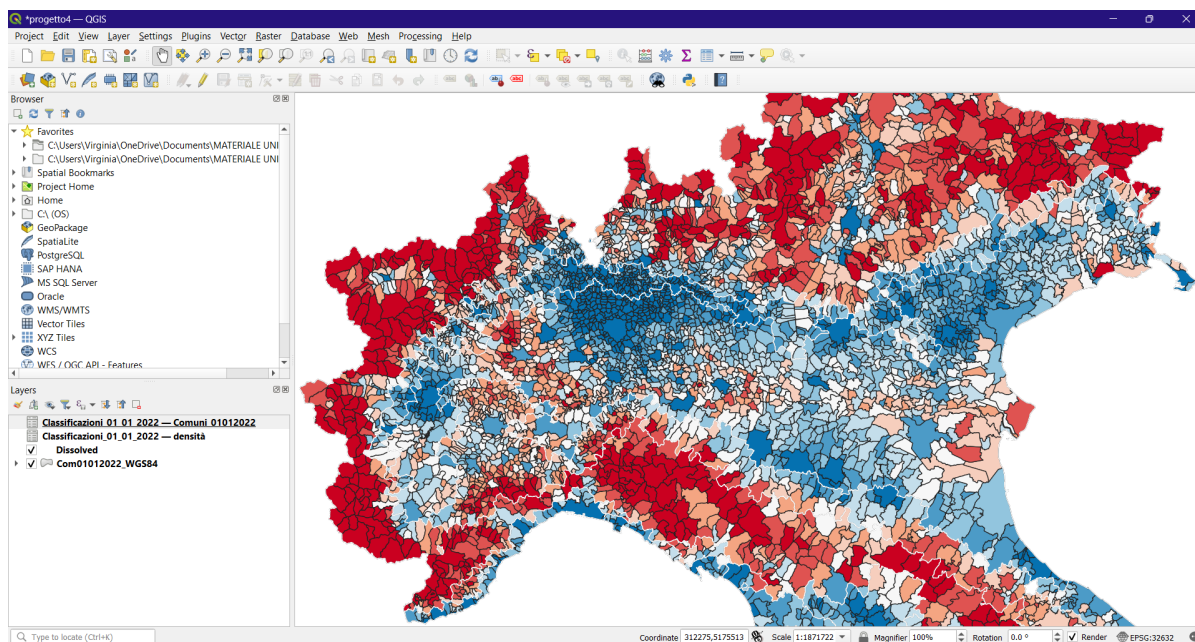 *progetto4 — QGIS
Project Edit View Layer Settings Plugins Vector Raster Database Web Mesh Processing Help
Browser
Favorites
C:\Users\Virginia\OneDrive\Documents\MATERIALE UNI
C:\Users\Virginia\OneDrive\Documents\MATERIALE UNI
Spatial Bookmarks
Project Home
Home
C:\ (OS)
GeoPackage
SpatiaLite
PostgreSQL
SAP HANA
MS SQL Server
Oracle
WMS/WMTS
Vector Tiles
XYZ Tiles
WCS
WFS / OGC API - Features
Layers
Classificazioni_01_01_2022 — Comuni_01012022
Classificazioni_01_01_2022 — densità
Dissolved
Com01012022_WGS84
Type to locate (Ctrl+K)
Coordinate 312275,5175513 Scale 1:1871722 Magnifier 100% Rotation 0.0 ° Render EPSG:32632